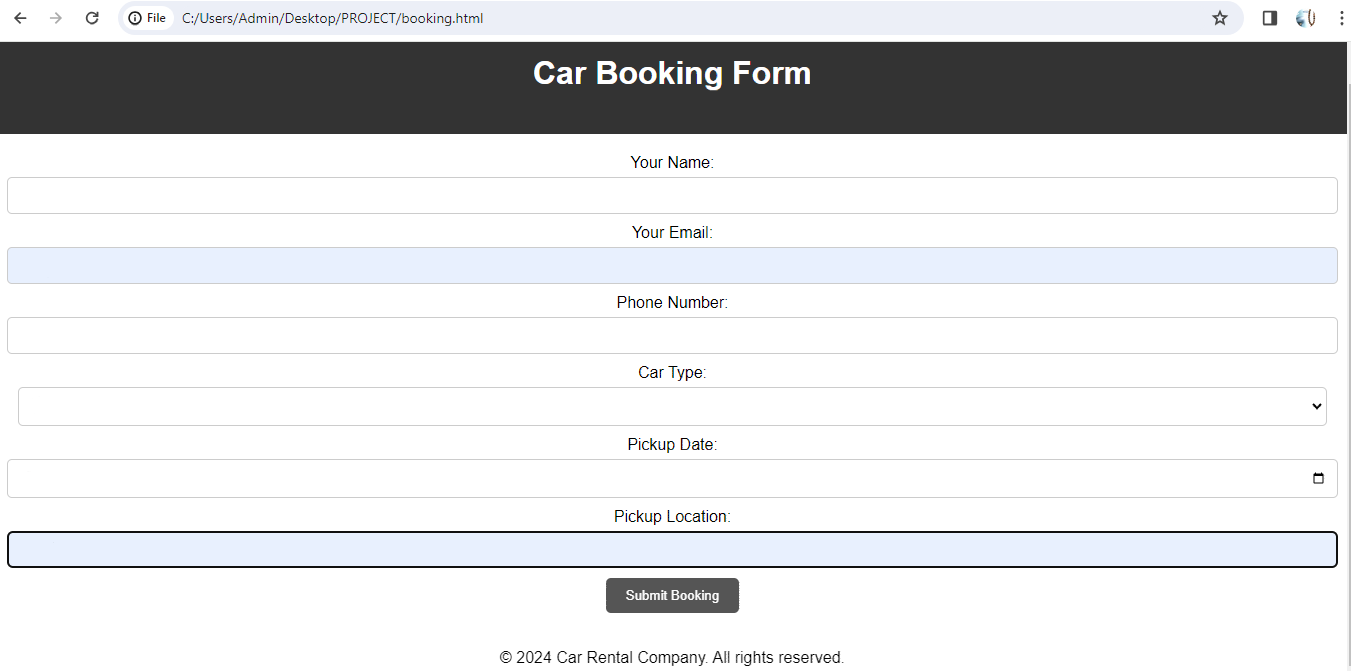 File C:/Users/Admin/Desktop/PROJECT/booking.html
Car Booking Form
Your Name:
Your Email:
Phone Number:
Car Type:
Pickup Date:
Pickup Location:
Submit Booking
© 2024 Car Rental Company. All rights reserved.